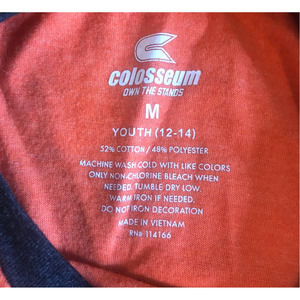 colosseum
OWN THE STANDS
M
YOUTH (12-14)
52% COTTON / 48% POLYESTER
MACHINE WASH COLD WITH LIKE COLORS
ONLY NON-CHLORINE BLEACH WHEN
NEEDED. TUMBLE DRY LOW.
WARM IRON IF NEEDED.
DO NOT IRON DECORATION
MADE IN VIETNAM
RN# 114166